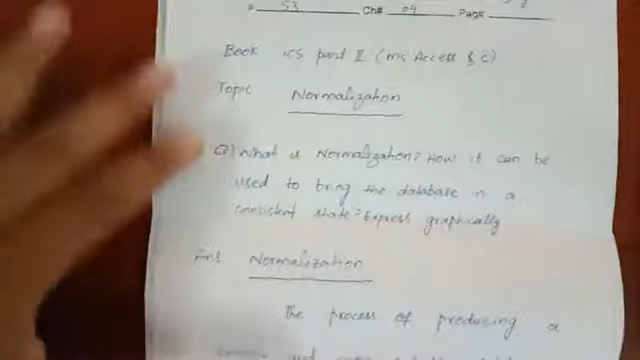 # 53 Ch# 04 Page#
Book ics part II (Ms Access & C)
Topic Normalization
Q) What is Normalization? How it can be
used to bring the database in a
consistent state? Express graphically
Ans Normalization
The process of producing a
and